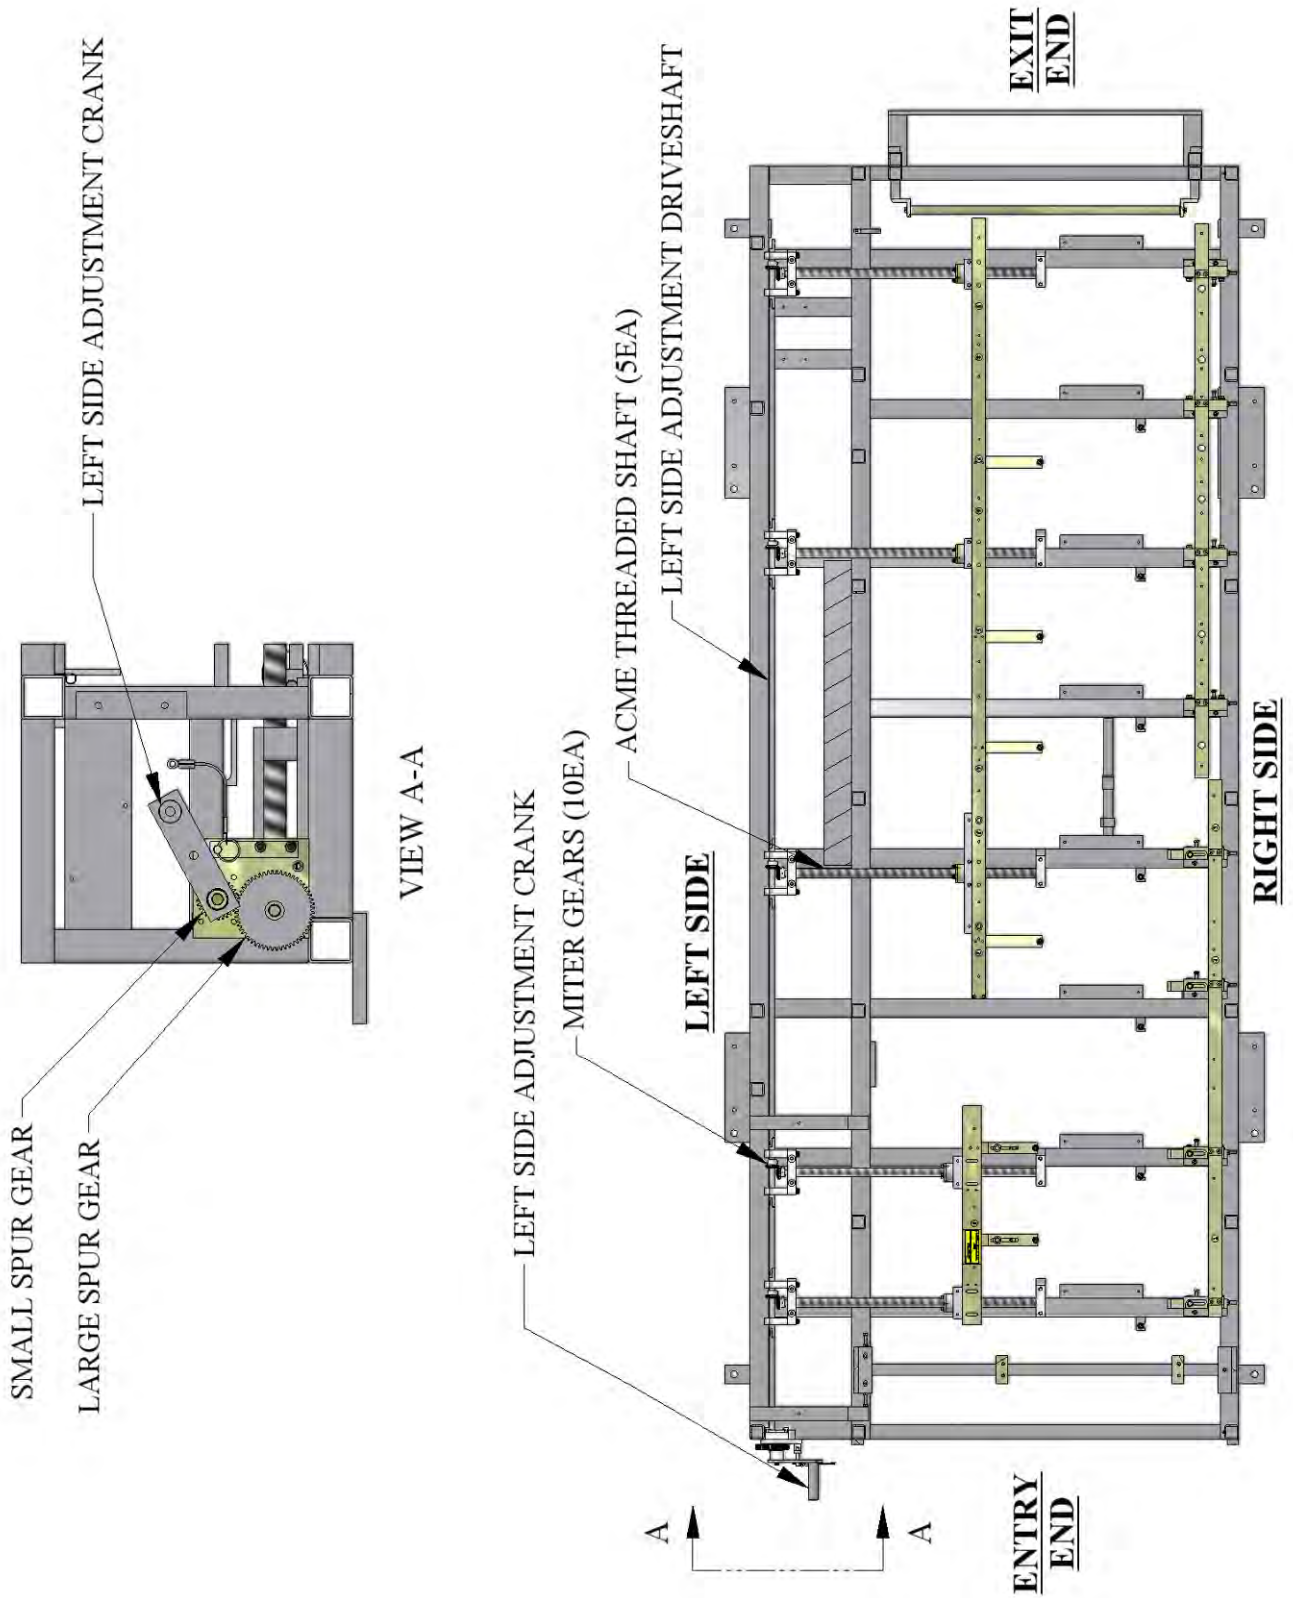 SMALL SPUR GEAR
LARGE SPUR GEAR
LEFT SIDE ADJUSTMENT CRANK
VIEW A-A
LEFT SIDE ADJUSTMENT CRANK
MITER GEARS (10EA)
ACME THREADED SHAFT (5EA)
LEFT SIDE ADJUSTMENT DRIVESHAFT
LEFT SIDE
A
A
ENTRY
END
EXIT
END
RIGHT SIDE